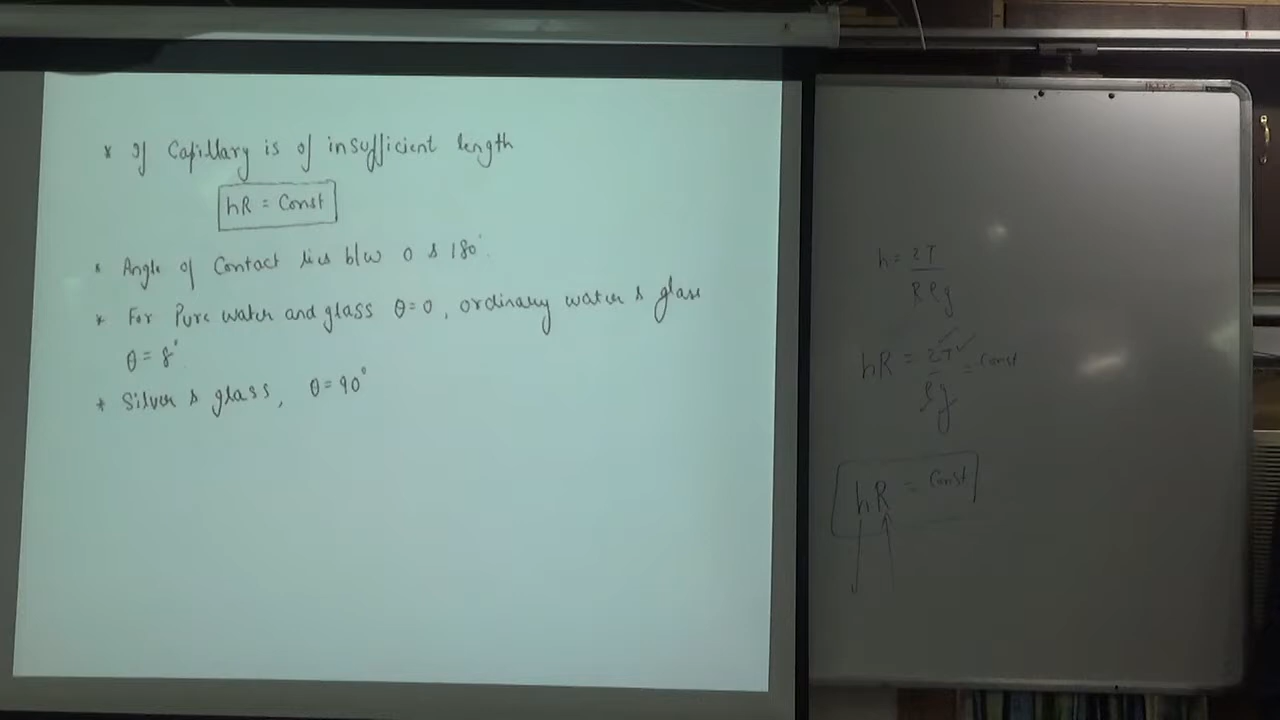 * If Capillary is of insufficient length
hR = Const
* Angle of Contact lies b/w 0 & 180°.
* For Pure water and glass θ=0, ordinary water & glass
θ = 8°
* Silver & glass, θ=90°
h = 2T
Rρg
hR = 2T = Const
ρg
hR = Const